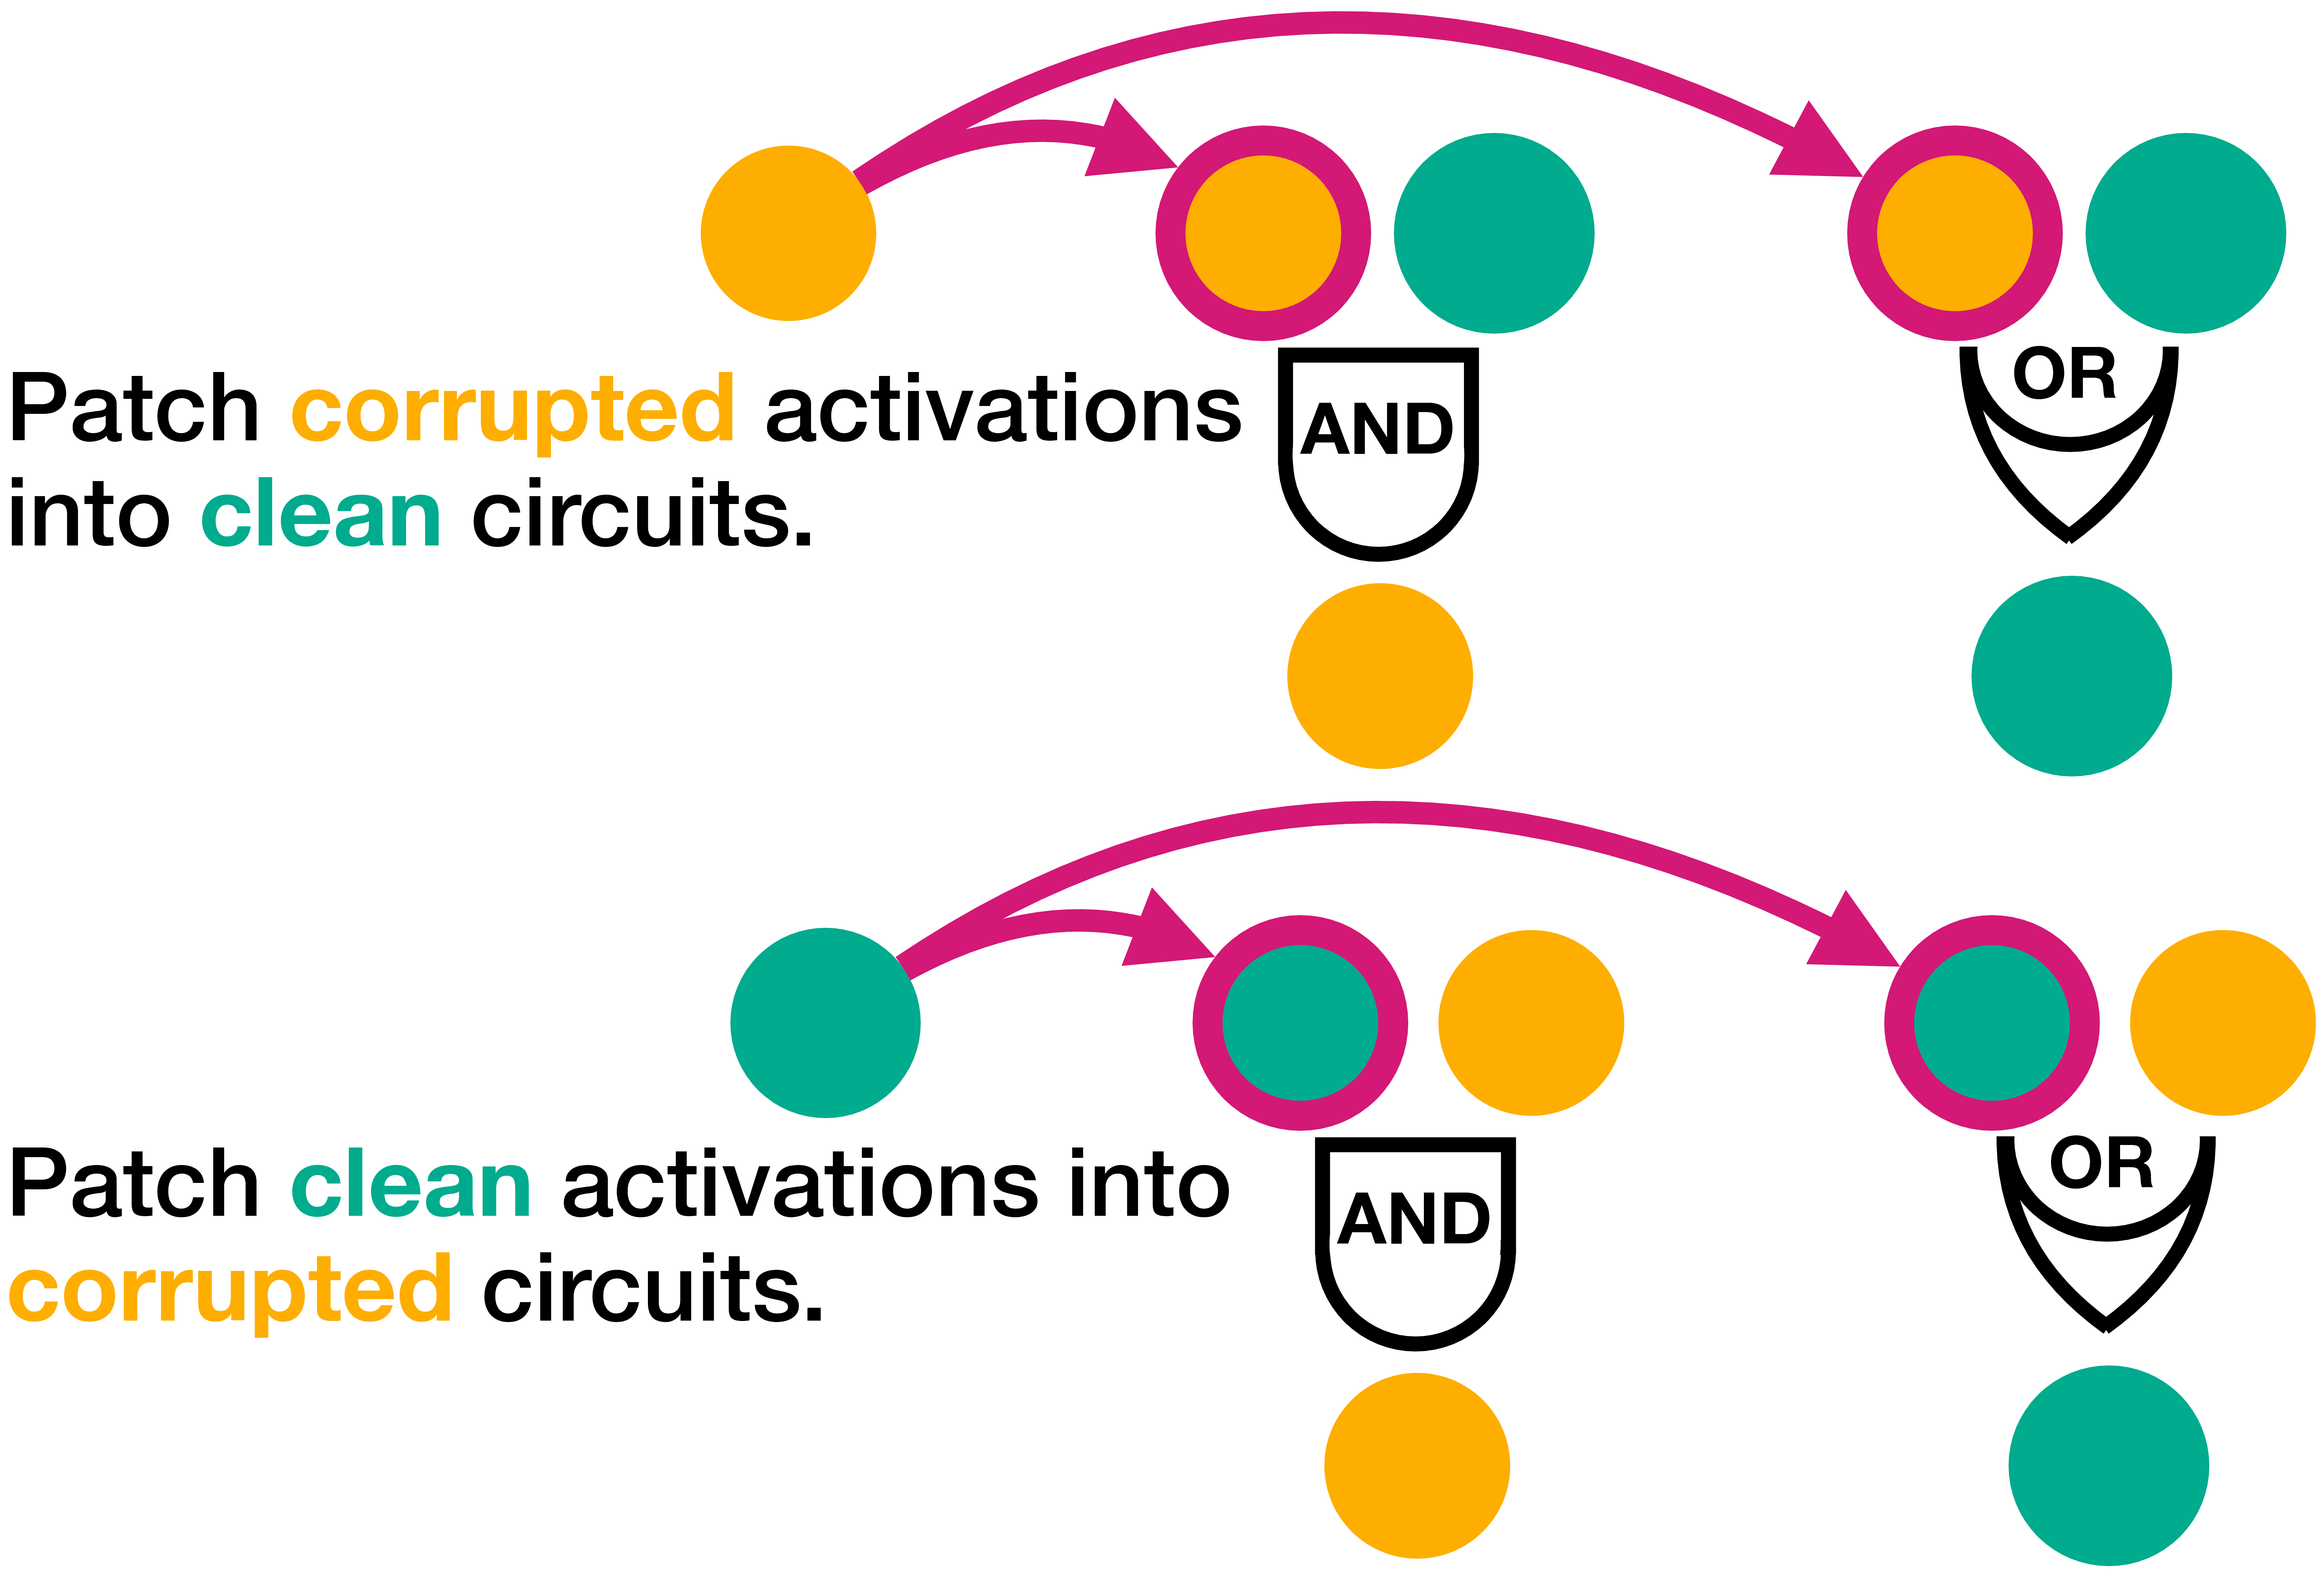 Patch corrupted activations
into clean circuits.
AND
OR
Patch clean activations into
corrupted circuits.
AND
OR